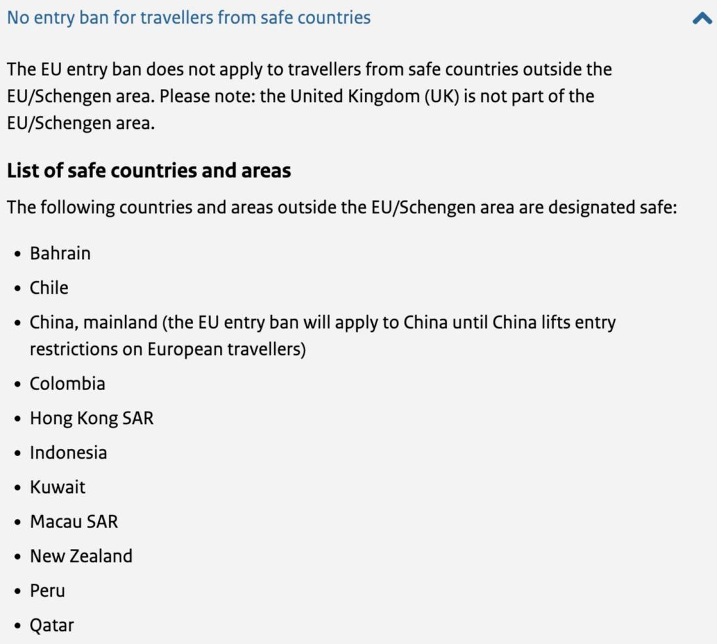 No entry ban for travellers from safe countries
The EU entry ban does not apply to travellers from safe countries outside the
EU/Schengen area. Please note: the United Kingdom (UK) is not part of the
EU/Schengen area.
List of safe countries and areas
The following countries and areas outside the EU/Schengen area are designated safe:
• Bahrain
• Chile
• China, mainland (the EU entry ban will apply to China until China lifts entry
restrictions on European travellers)
• Colombia
• Hong Kong SAR
• Indonesia
• Kuwait
• Macau SAR
• New Zealand
• Peru
• Qatar